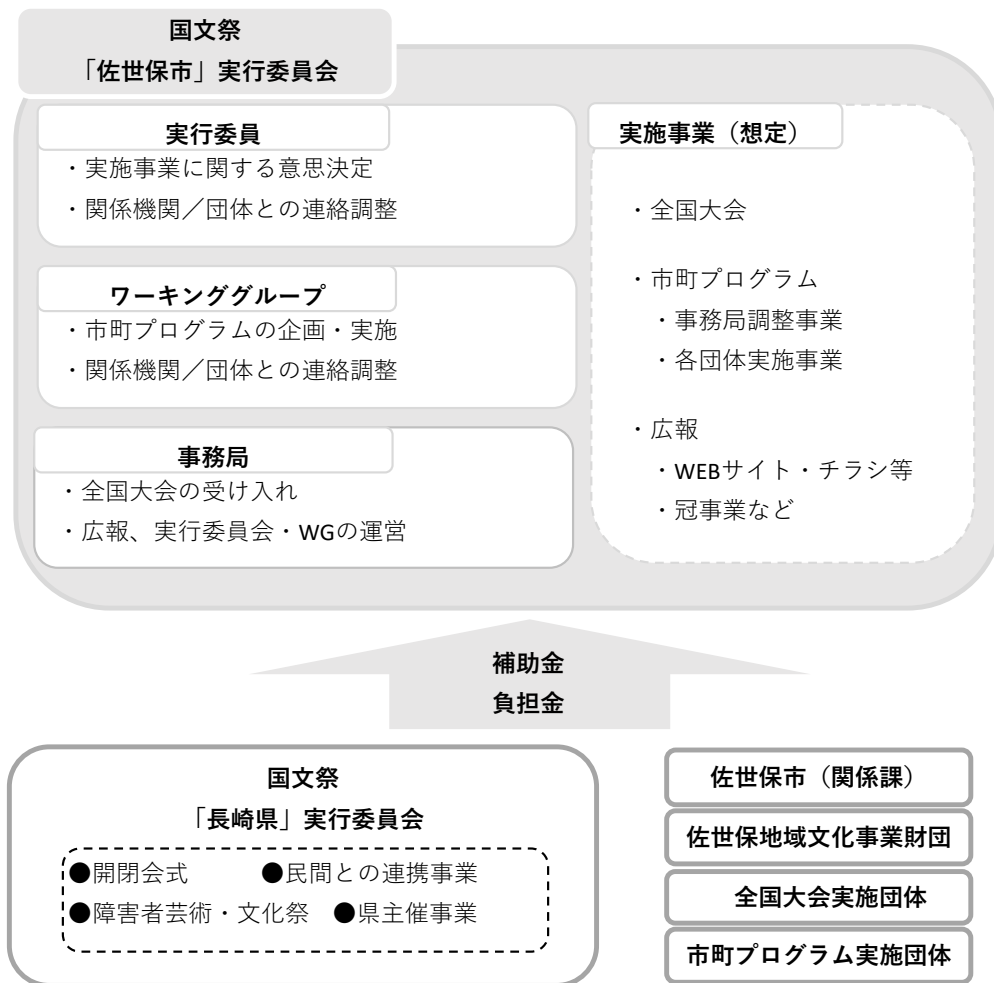 国文祭
「佐世保市」実行委員会
実行委員
・実施事業に関する意思決定
・関係機関／団体との連絡調整
ワーキンググループ
・市町プログラムの企画・実施
・関係機関／団体との連絡調整
事務局
・全国大会の受け入れ
・広報、実行委員会・WGの運営
実施事業（想定）
・全国大会
・市町プログラム
・事務局調整事業
・各団体実施事業
・広報
・WEBサイト・チラシ等
・冠事業など
補助金
負担金
国文祭
「長崎県」実行委員会
●開閉会式 ●民間との連携事業
●障害者芸術・文化祭 ●県主催事業
佐世保市（関係課）
佐世保地域文化事業財団
全国大会実施団体
市町プログラム実施団体